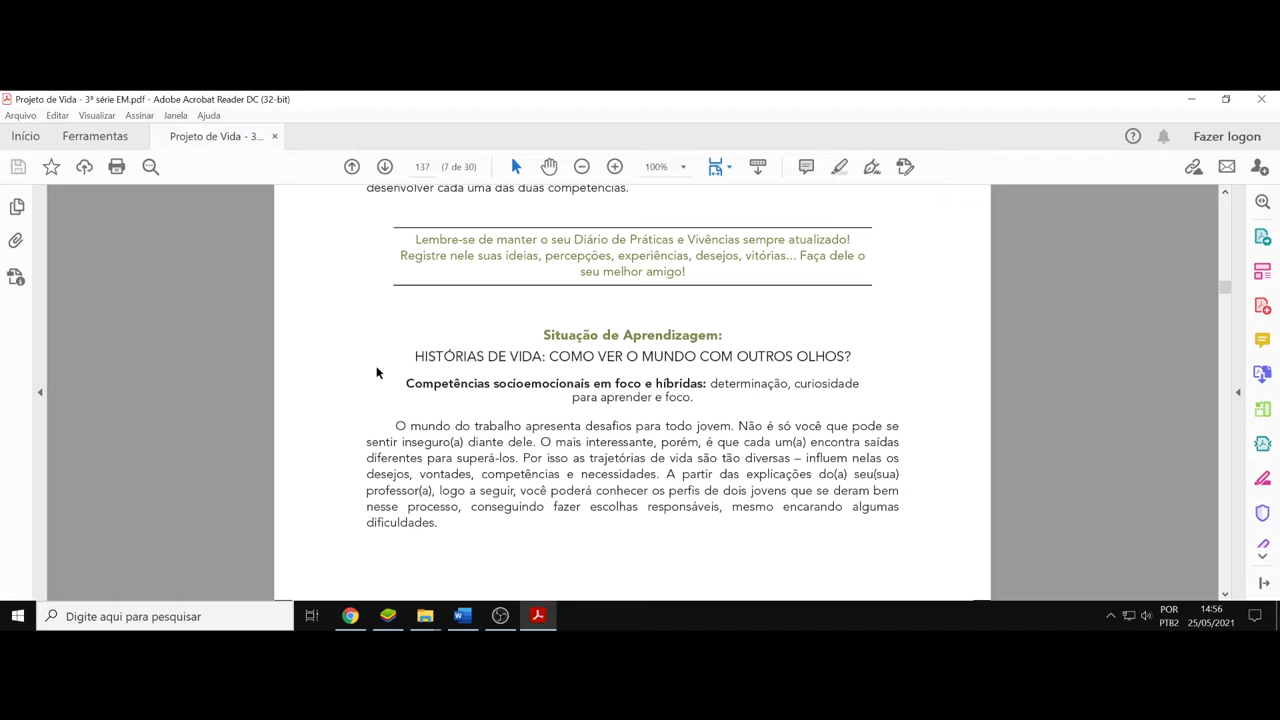 Projeto de Vida - 3ª série EM.pdf - Adobe Acrobat Reader DC (32-bit)
Arquivo Editar Visualizar Assinar Janela Ajuda
Início Ferramentas Projeto de Vida - 3... × Fazer logon
137 (7 de 30) 100%
desenvolver cada uma das duas competências.
Lembre-se de manter o seu Diário de Práticas e Vivências sempre atualizado!
Registre nele suas ideias, percepções, experiências, desejos, vitórias... Faça dele o
seu melhor amigo!
Situação de Aprendizagem:
HISTÓRIAS DE VIDA: COMO VER O MUNDO COM OUTROS OLHOS?
Competências socioemocionais em foco e híbridas: determinação, curiosidade
para aprender e foco.
O mundo do trabalho apresenta desafios para todo jovem. Não é só você que pode se
sentir inseguro(a) diante dele. O mais interessante, porém, é que cada um(a) encontra saídas
diferentes para superá-los. Por isso as trajetórias de vida são tão diversas – influem nelas os
desejos, vontades, competências e necessidades. A partir das explicações do(a) seu(sua)
professor(a), logo a seguir, você poderá conhecer os perfis de dois jovens que se deram bem
nesse processo, conseguindo fazer escolhas responsáveis, mesmo encarando algumas
dificuldades.
Digite aqui para pesquisar
POR 14:56
PTB2 25/05/2021